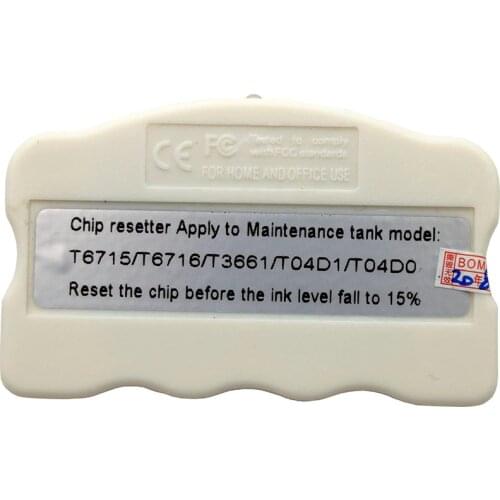 CE FC Tested to comply
with FCC standards
FOR HOME AND OFFICE USE
Chip resetter Apply to Maintenance tank model:
T6715/T6716/T3661/T04D1/T04D0
Reset the chip before the ink level fall to 15%
BOM
20